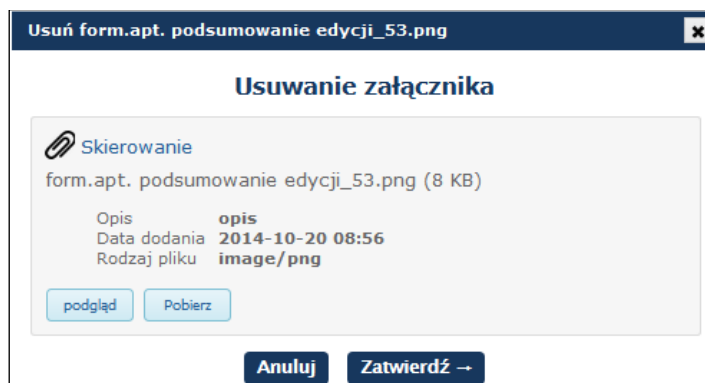 Usuń form.apt. podsumowanie edycji_53.png
Usuwanie załącznika
Skierowanie
form.apt. podsumowanie edycji_53.png (8 KB)
Opis opis
Data dodania 2014-10-20 08:56
Rodzaj pliku image/png
podgląd Pobierz
Anuluj Zatwierdź →